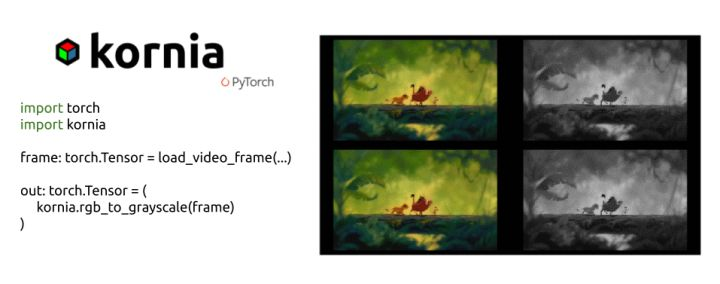 kornia
PyTorch
import torch
import kornia
frame: torch.Tensor = load_video_frame(...)
out: torch.Tensor = (
kornia.rgb_to_grayscale(frame)
)